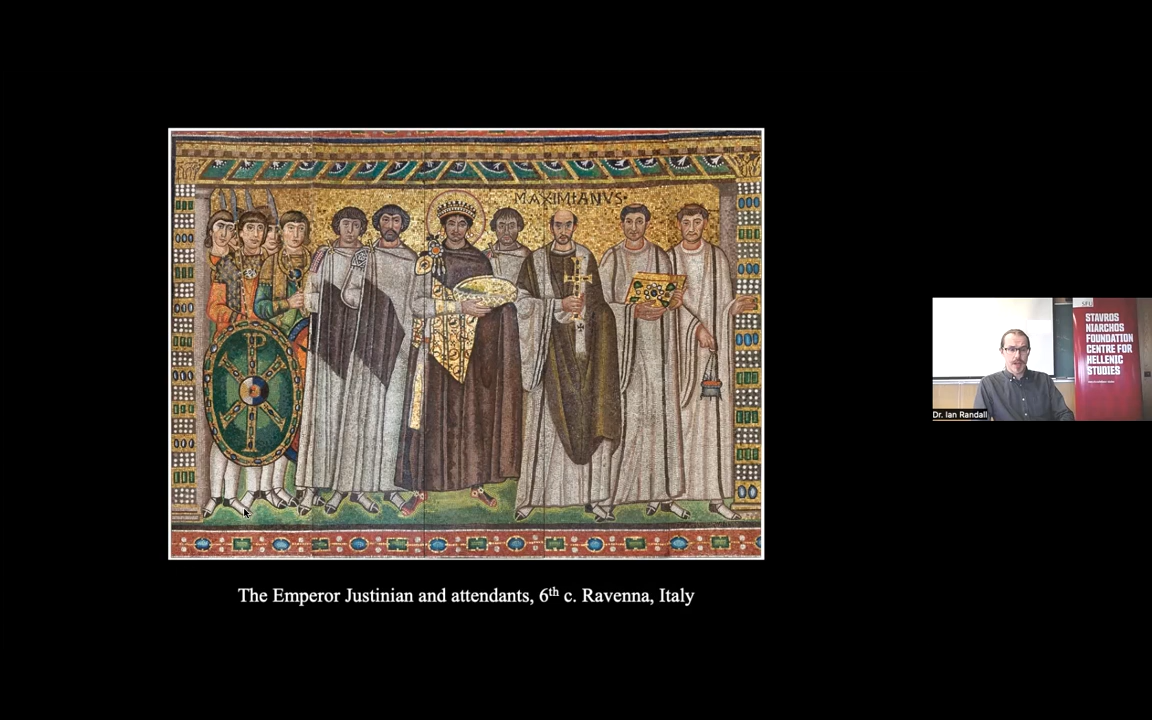 MAXIMIANVS·
The Emperor Justinian and attendants, 6th c. Ravenna, Italy
SFU
STAVROS
NIARCHOS
FOUNDATION
CENTRE FOR
HELLENIC
STUDIES
Dr. Ian Randall